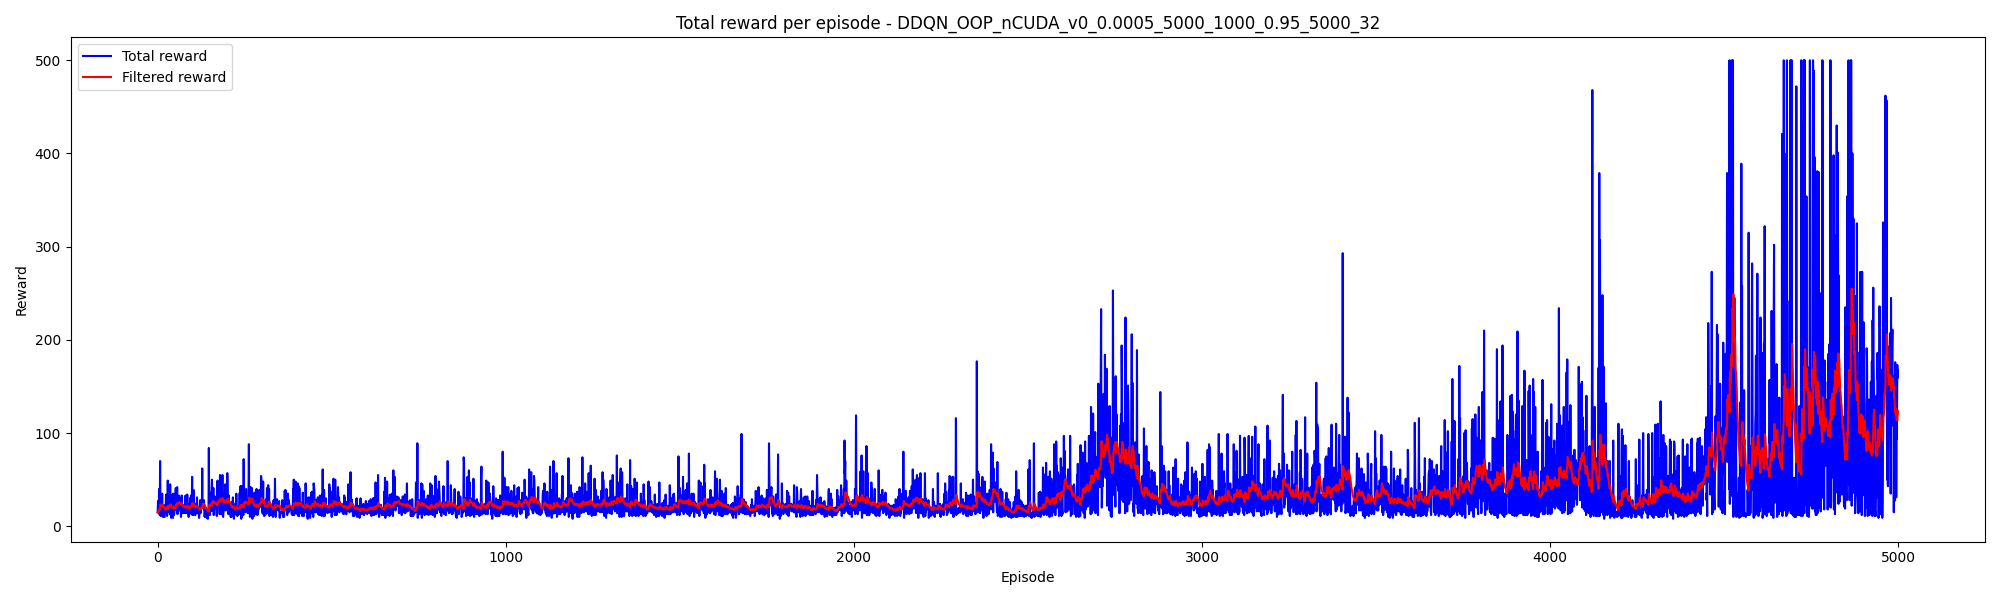 Total reward per episode - DDQN_OOP_nCUDA_v0_0.0005_5000_1000_0.95_5000_32
Total reward
Filtered reward
500
400
300
200
100
0
Reward
0 1000 2000 3000 4000 5000
Episode